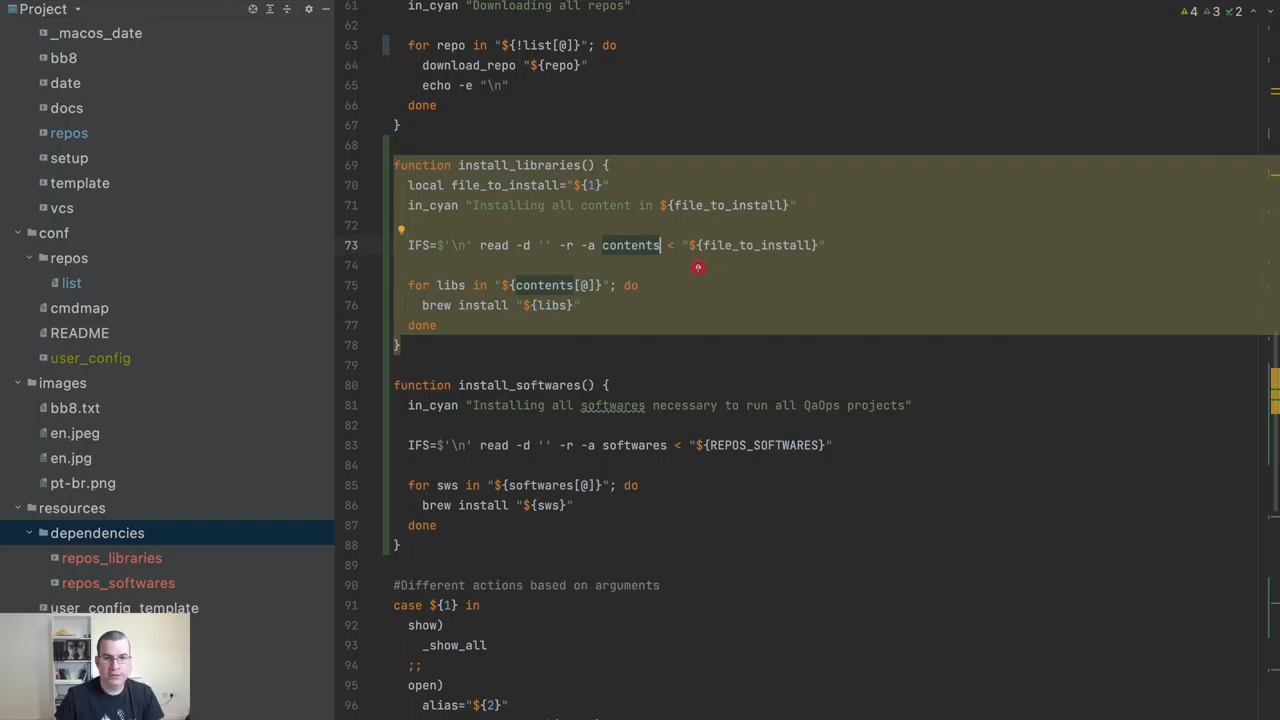 Project
_macos_date
bb8
date
docs
repos
setup
template
vcs
conf
repos
list
cmdmap
README
user_config
images
bb8.txt
en.jpeg
en.jpg
pt-br.png
resources
dependencies
repos_libraries
repos_softwares
user_config_template
4 3 2
61 in_cyan "Downloading all repos"
62
63 for repo in "${!list[@]}"; do
64 download_repo "${repo}"
65 echo -e "\n"
66 done
67 }
68
69 function install_libraries() {
70 local file_to_install="${1}"
71 in_cyan "Installing all content in ${file_to_install}"
72
73 IFS=$'\n' read -d '' -r -a contents < "${file_to_install}"
74
75 for libs in "${contents[@]}"; do
76 brew install "${libs}"
77 done
78 }
79
80 function install_softwares() {
81 in_cyan "Installing all softwares necessary to run all QaOps projects"
82
83 IFS=$'\n' read -d '' -r -a softwares < "${REPOS_SOFTWARES}"
84
85 for sws in "${softwares[@]}"; do
86 brew install "${sws}"
87 done
88 }
89
90 #Different actions based on arguments
91 case ${1} in
92 show)
93 _show_all
94 ;;
95 open)
96 alias="${2}"